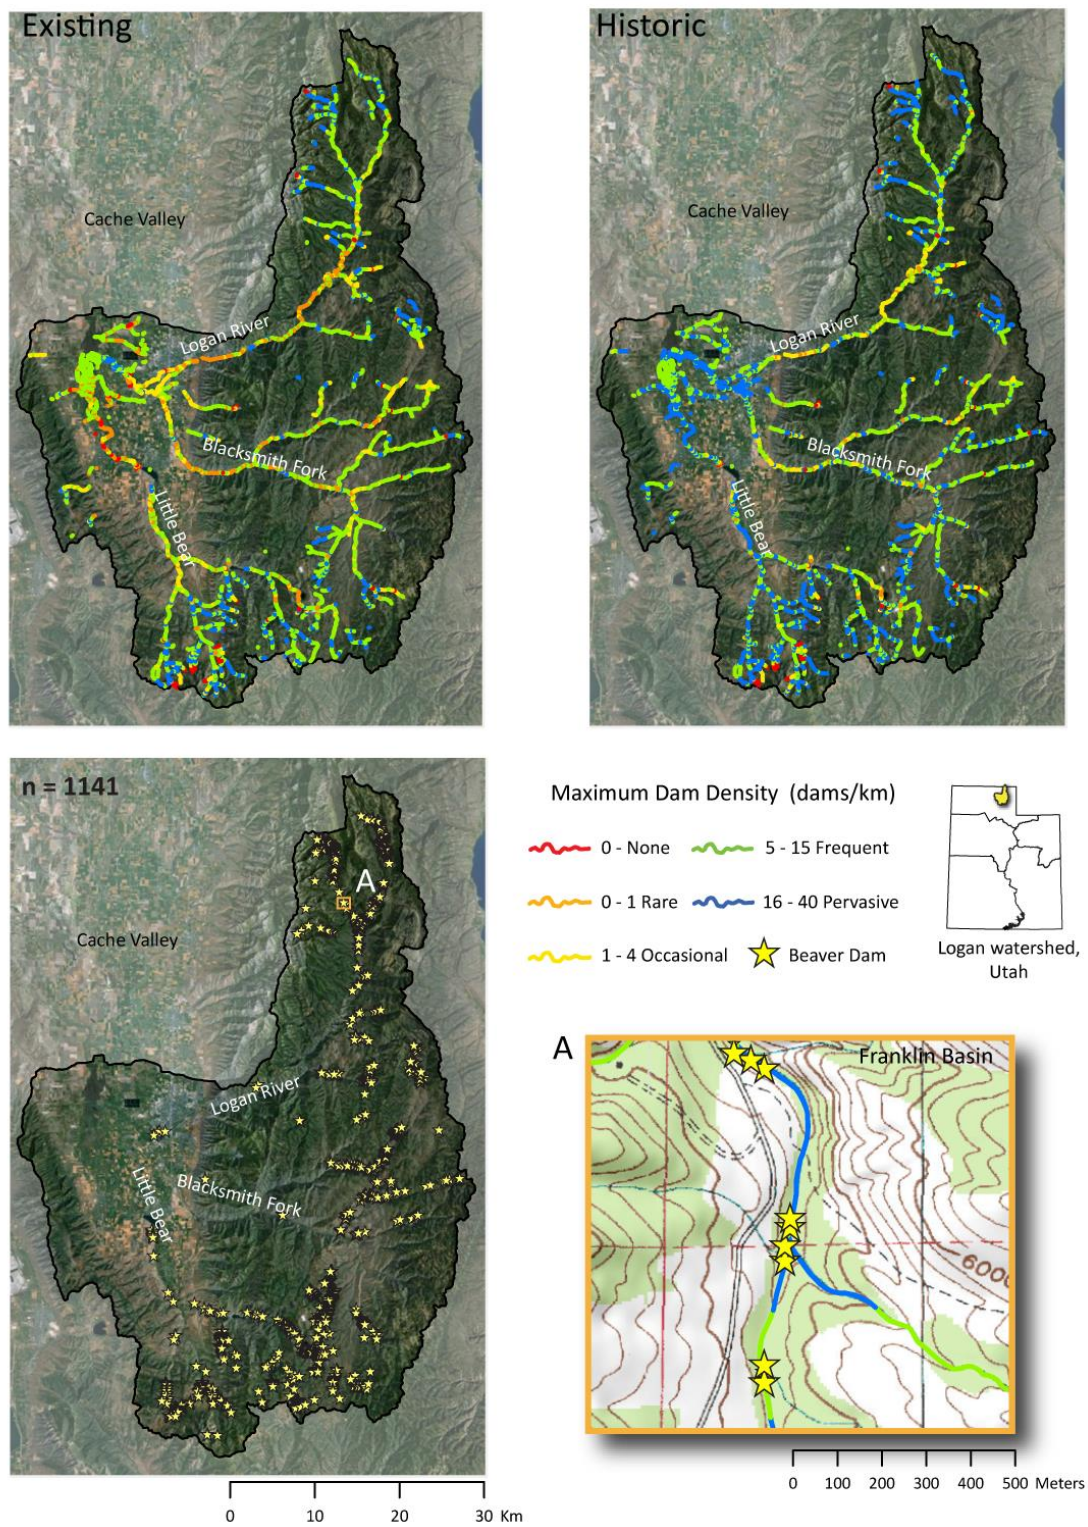 Existing
Cache Valley
Logan River
Blacksmith Fork
Little Bear
Historic
Cache Valley
Logan River
Blacksmith Fork
Little Bear
n = 1141
A
Cache Valley
Logan River
Blacksmith Fork
Little Bear
0 10 20 30 Km
Maximum Dam Density (dams/km)
0 - None
5 - 15 Frequent
0 - 1 Rare
16 - 40 Pervasive
1 - 4 Occasional
Beaver Dam
Logan watershed,
Utah
A
Franklin Basin
0 100 200 300 400 500 Meters